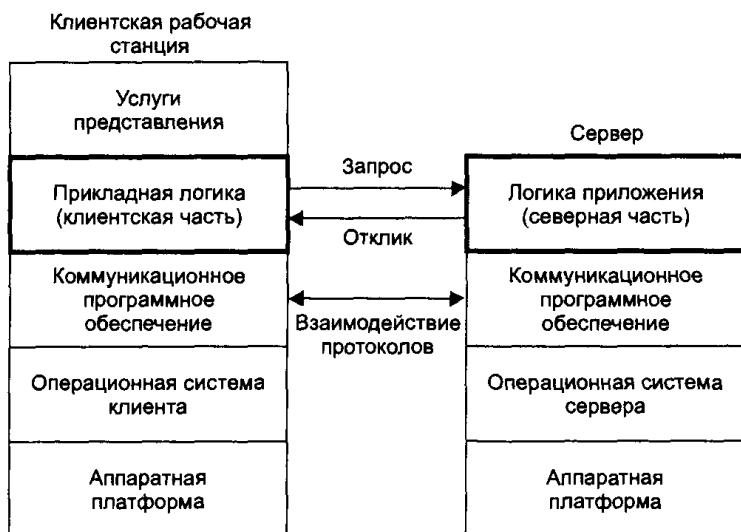 Клиентская рабочая
станция
Услуги
представления
Прикладная логика
(клиентская часть)
Коммуникационное
программное
обеспечение
Операционная система
клиента
Аппаратная
платформа
Запрос
Отклик
Взаимодействие
протоколов
Сервер
Логика приложения
(северная часть)
Коммуникационное
программное
обеспечение
Операционная система
сервера
Аппаратная
платформа